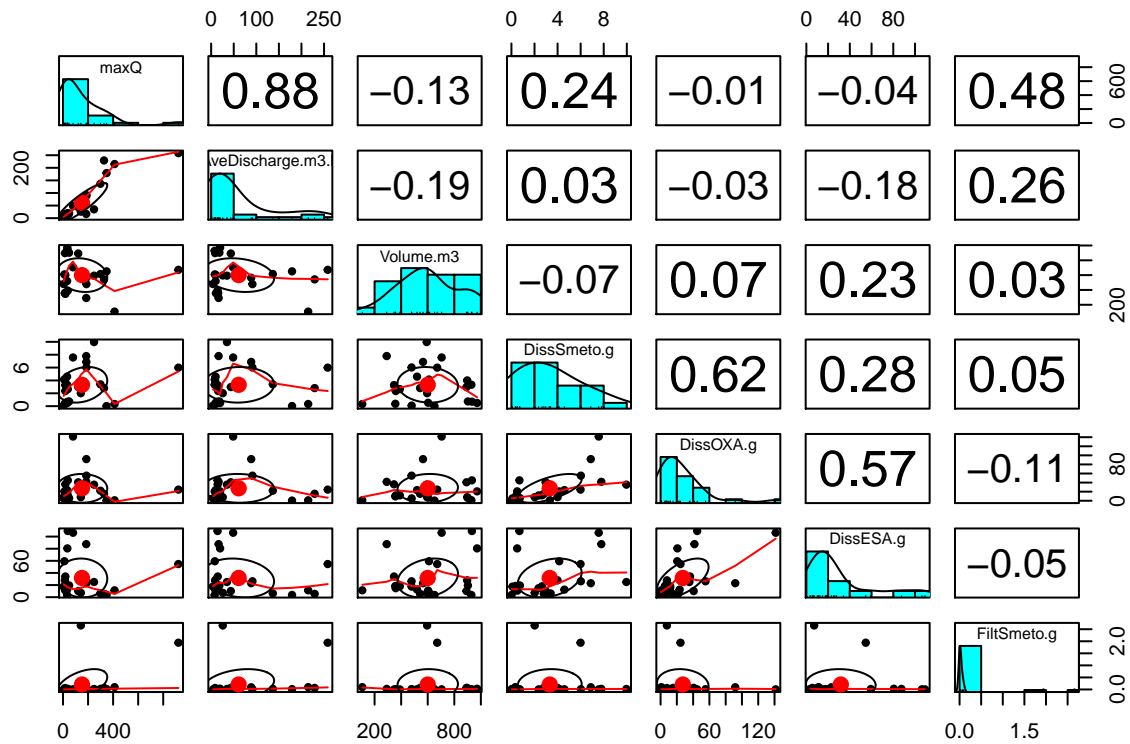 0 100 250 0 4 8 0 40 100
maxQ 0.88 −0.13 0.24 −0.01 −0.04 0.48 0 600
0 200 AveDischarge.m3. −0.19 0.03 −0.03 −0.18 0.26
Volume.m3 −0.07 0.07 0.23 0.03 200
0 6 DissSmeto.g 0.62 0.28 0.05
DissOXA.g 0.57 −0.11 0 80
0 60 DissESA.g −0.05
FiltSmeto.g 0.0 2.0
0 400 200 800 0 60 140 0.0 1.5